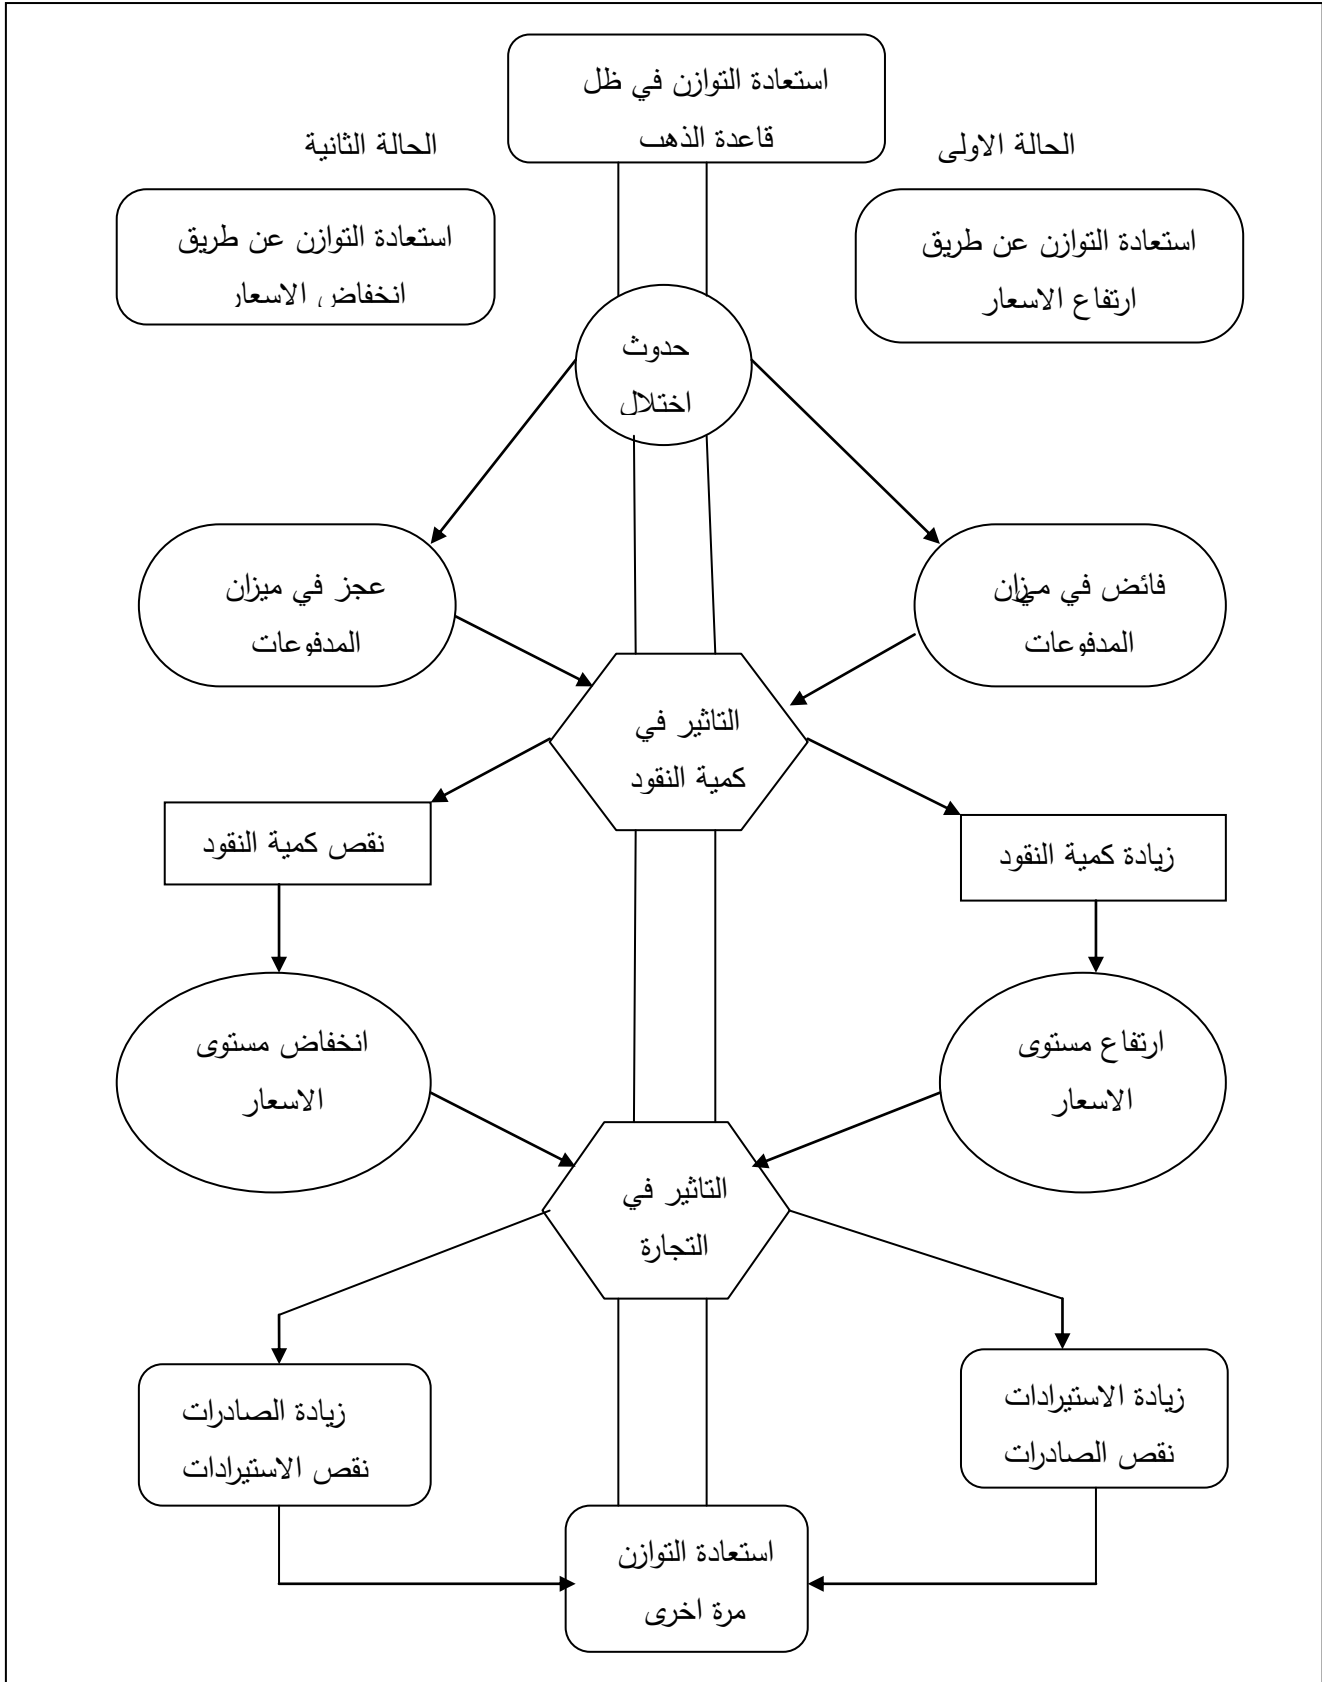 استعادة التوازن في ظل
قاعدة الذهب
الحالة الاولى
الحالة الثانية
استعادة التوازن عن طريق
ارتفاع الاسعار
استعادة التوازن عن طريق
انخفاض الاسعار
حدوث
اختلال
فائض في ميزان
المدفوعات
عجز في ميزان
المدفوعات
التاثير في
كمية النقود
زيادة كمية النقود
نقص كمية النقود
ارتفاع مستوى
الاسعار
انخفاض مستوى
الاسعار
التاثير في
التجارة
زيادة الاستيرادات
نقص الصادرات
زيادة الصادرات
نقص الاستيرادات
استعادة التوازن
مرة اخرى